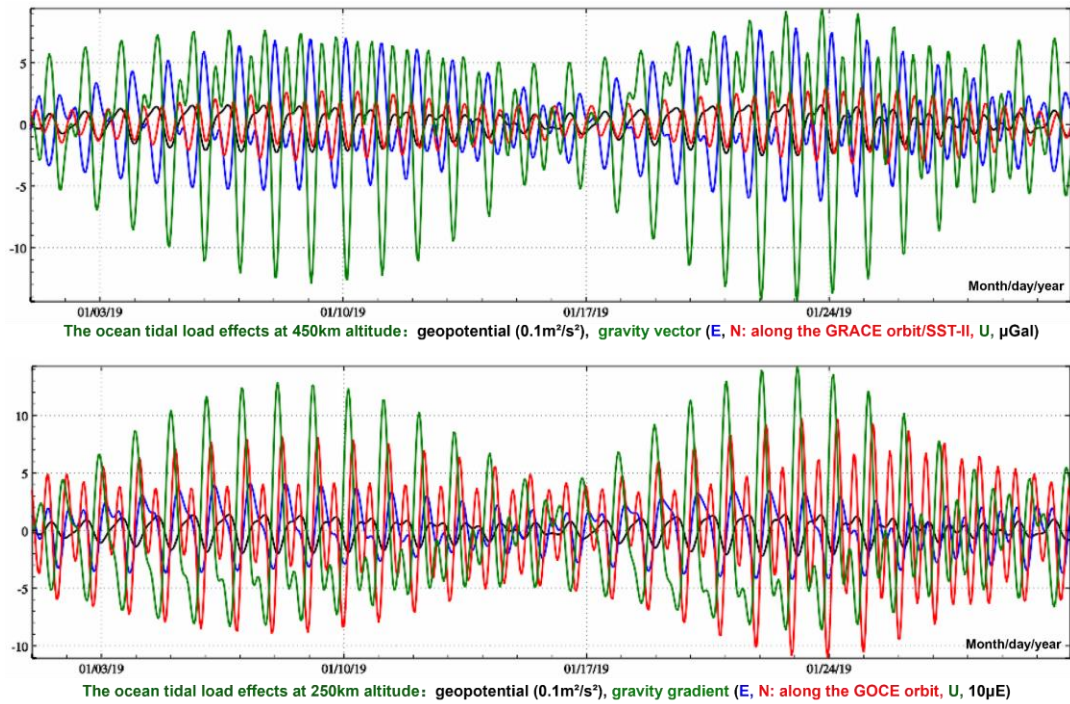 5
0
-5
-10
Month/day/year
01/03/19 01/10/19 01/17/19 01/24/19
The ocean tidal load effects at 450km altitude： geopotential (0.1m²/s²), gravity vector (E, N: along the GRACE orbit/SST-II, U, μGal)
10
5
0
-5
-10
Month/day/year
01/03/19 01/10/19 01/17/19 01/24/19
The ocean tidal load effects at 250km altitude： geopotential (0.1m²/s²), gravity gradient (E, N: along the GOCE orbit, U, 10μE)